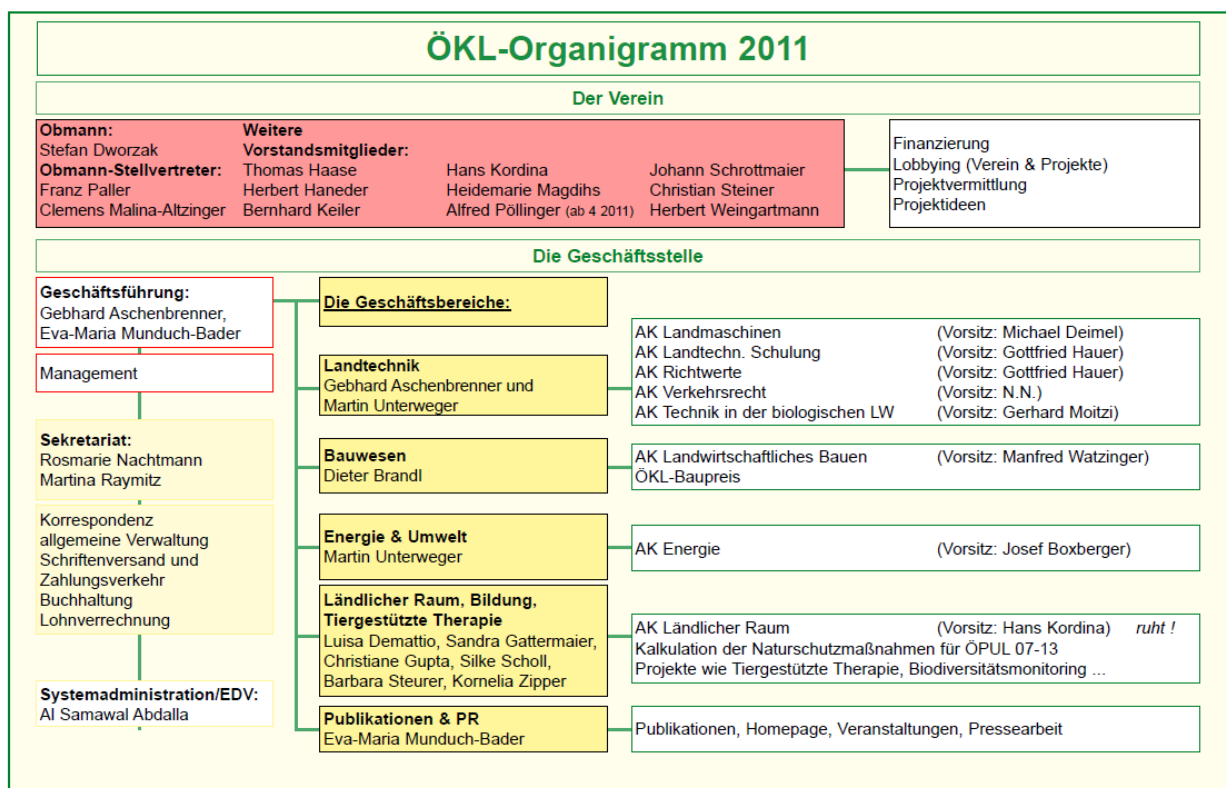 ÖKL-Organigramm 2011
Der Verein
Obmann:
Stefan Dworzak
Obmann-Stellvertreter:
Franz Paller
Clemens Malina-Altzinger
Weitere
Vorstandsmitglieder:
Thomas Haase
Herbert Haneder
Bernhard Keiler
Hans Kordina
Heidemarie Magdihs
Alfred Pöllinger (ab 4 2011)
Johann Schrottmaier
Christian Steiner
Herbert Weingartmann
Finanzierung
Lobbying (Verein & Projekte)
Projektvermittlung
Projektideen
Die Geschäftsstelle
Geschäftsführung:
Gebhard Aschenbrenner,
Eva-Maria Munduch-Bader
Management
Sekretariat:
Rosmarie Nachtmann
Martina Raymitz
Korrespondenz
allgemeine Verwaltung
Schriftenversand und
Zahlungsverkehr
Buchhaltung
Lohnverrechnung
Systemadministration/EDV:
Al Samawal Abdalla
Die Geschäftsbereiche:
Landtechnik
Gebhard Aschenbrenner und
Martin Unterweger
AK Landmaschinen (Vorsitz: Michael Deimel)
AK Landtechn. Schulung (Vorsitz: Gottfried Hauer)
AK Richtwerte (Vorsitz: Gottfried Hauer)
AK Verkehrsrecht (Vorsitz: N.N.)
AK Technik in der biologischen LW (Vorsitz: Gerhard Moitzi)
Bauwesen
Dieter Brandl
AK Landwirtschaftliches Bauen (Vorsitz: Manfred Watzinger)
ÖKL-Baupreis
Energie & Umwelt
Martin Unterweger
AK Energie (Vorsitz: Josef Boxberger)
Ländlicher Raum, Bildung,
Tiergestützte Therapie
Luisa Demattio, Sandra Gattermaier,
Christiane Gupta, Silke Scholl,
Barbara Steurer, Kornelia Zipper
AK Ländlicher Raum (Vorsitz: Hans Kordina) ruht !
Kalkulation der Naturschutzmaßnahmen für ÖPUL 07-13
Projekte wie Tiergestützte Therapie, Biodiversitätsmonitoring ...
Publikationen & PR
Eva-Maria Munduch-Bader
Publikationen, Homepage, Veranstaltungen, Pressearbeit